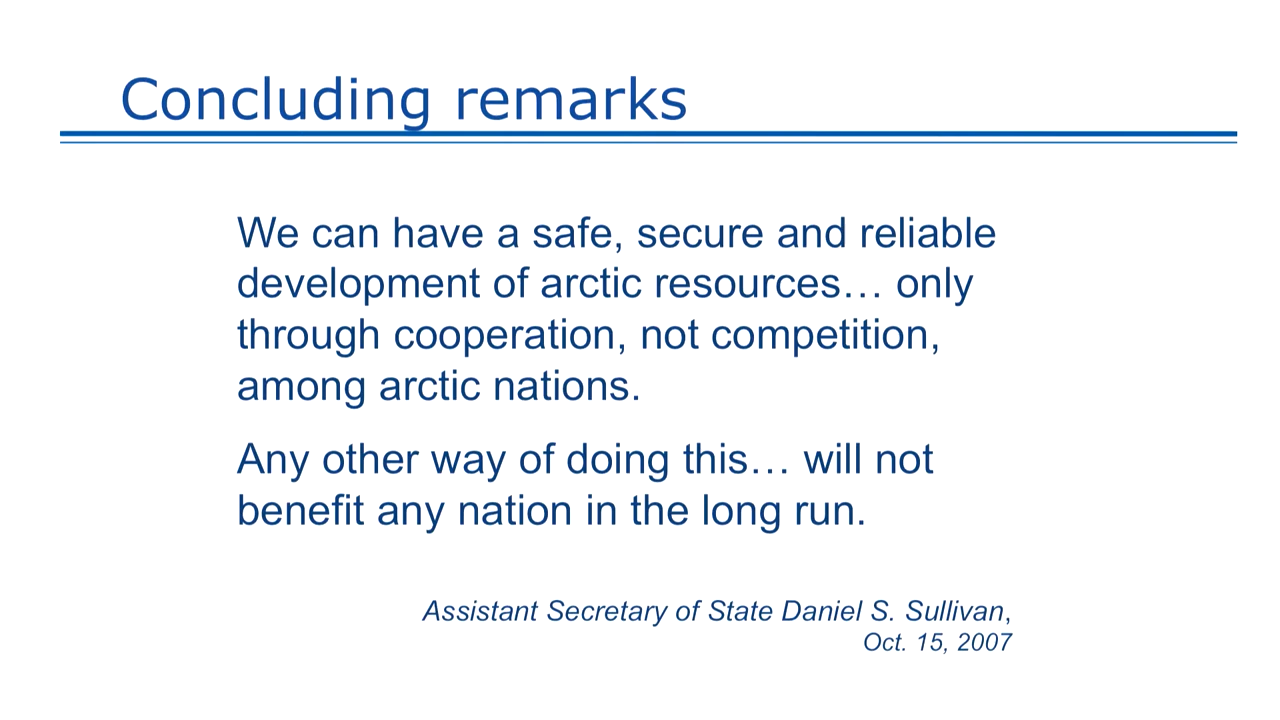 Concluding remarks
We can have a safe, secure and reliable
development of arctic resources… only
through cooperation, not competition,
among arctic nations.
Any other way of doing this… will not
benefit any nation in the long run.
Assistant Secretary of State Daniel S. Sullivan,
Oct. 15, 2007